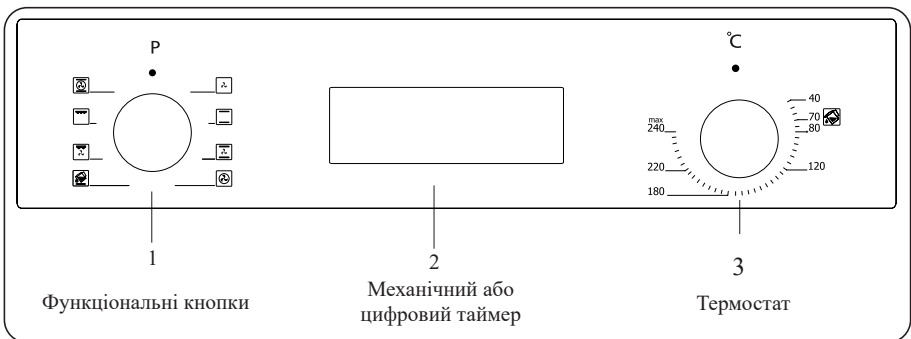 P
°C
40
70
80
120
180
220
max
240
1
Функціональні кнопки
2
Механічний або
цифровий таймер
3
Термостат